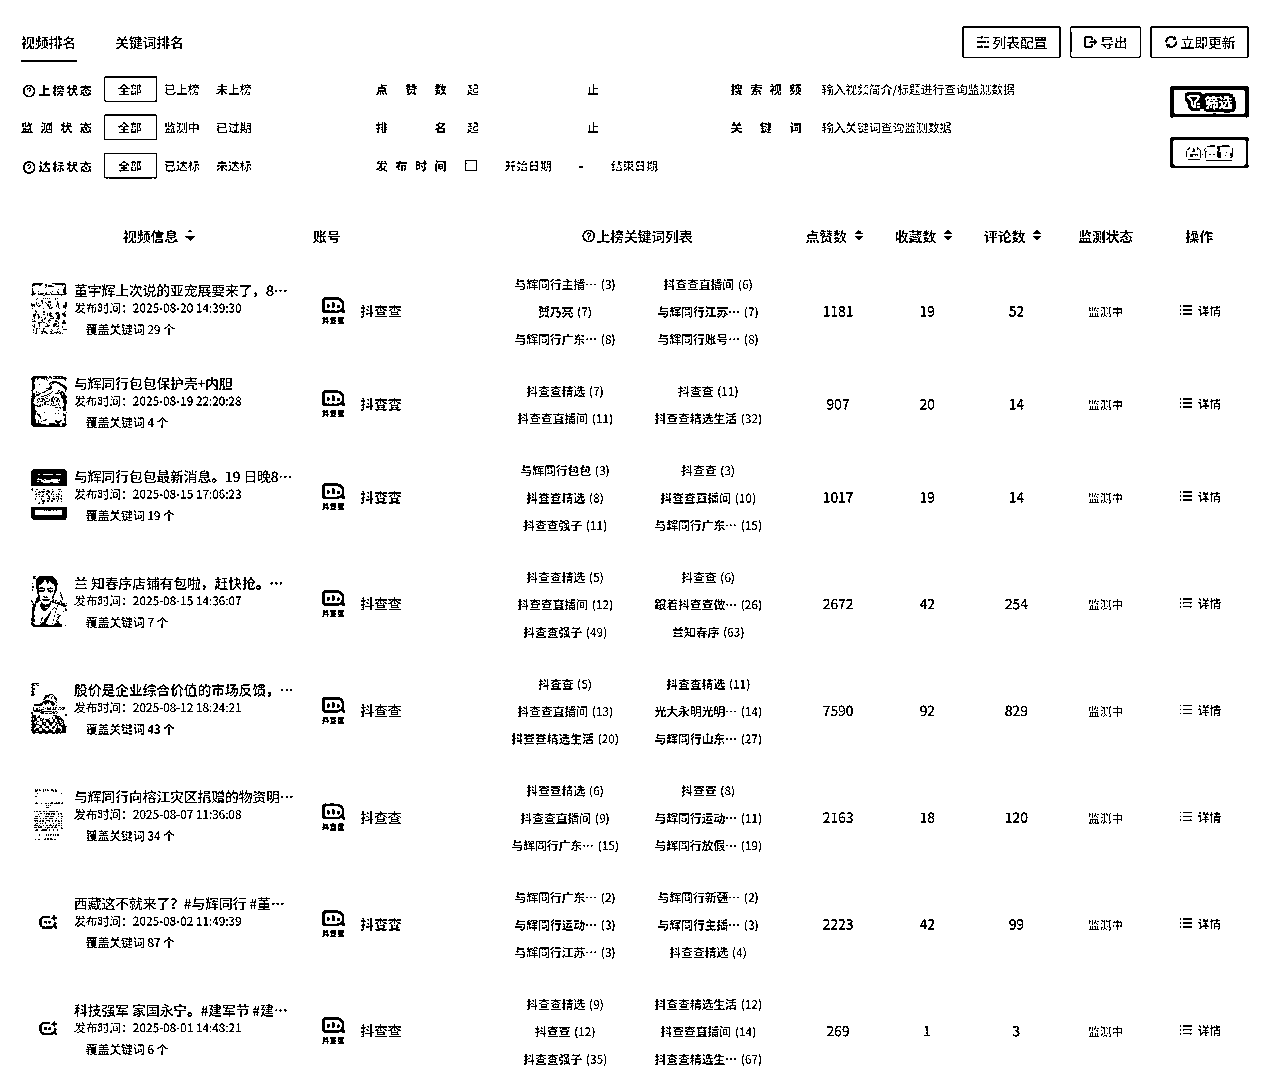 视频排名 关键词排名 列表配置 导出 立即更新
上榜状态 全部 已上榜 未上榜 点赞数 起 止 搜索视频 输入视频简介/标题进行查询监测数据 筛选
监测状态 全部 监测中 已过期 排名 起 止 关键词 输入关键词查询监测数据
达标状态 全部 已达标 未达标 发布时间 开始日期 - 结束日期
视频信息 账号 上榜关键词列表 点赞数 收藏数 评论数 监测状态 操作
董宇辉上次说的亚宠展要来了，8…
发布时间：2025-08-20 14:39:30
覆盖关键词 29 个
抖查查
与辉同行主播… (3) 抖查查直播间 (6)
贺乃亮 (7) 与辉同行江苏… (7)
与辉同行广东… (8) 与辉同行账号… (8)
1181 19 52 监测中 详情
与辉同行包包保护壳+内胆
发布时间：2025-08-19 22:20:28
覆盖关键词 4 个
抖查查
抖查查精选 (7) 抖查查 (11)
抖查查直播间 (11) 抖查查精选生活 (32)
907 20 14 监测中 详情
与辉同行包包最新消息。19 日晚8…
发布时间：2025-08-15 17:06:23
覆盖关键词 19 个
抖查查
与辉同行包包 (3) 抖查查 (3)
抖查查精选 (8) 抖查查直播间 (10)
抖查查强子 (11) 与辉同行广东… (15)
1017 19 14 监测中 详情
兰 知春序店铺有包啦，赶快抢。…
发布时间：2025-08-15 14:36:07
覆盖关键词 7 个
抖查查
抖查查精选 (5) 抖查查 (6)
抖查查直播间 (12) 跟着抖查查做… (26)
抖查查强子 (49) 兰知春序 (63)
2672 42 254 监测中 详情
股价是企业综合价值的市场反馈，…
发布时间：2025-08-12 18:24:21
覆盖关键词 43 个
抖查查
抖查查 (5) 抖查查精选 (11)
抖查查直播间 (13) 光大永明光明… (14)
抖查查精选生活 (20) 与辉同行山东… (27)
7590 92 829 监测中 详情
与辉同行向榕江灾区捐赠的物资明…
发布时间：2025-08-07 11:36:08
覆盖关键词 34 个
抖查查
抖查查精选 (6) 抖查查 (8)
抖查查直播间 (9) 与辉同行运动… (11)
与辉同行广东… (15) 与辉同行放假… (19)
2163 18 120 监测中 详情
西藏这不就来了？#与辉同行 #董…
发布时间：2025-08-02 11:49:39
覆盖关键词 87 个
抖查查
与辉同行广东… (2) 与辉同行新疆… (2)
与辉同行运动… (3) 与辉同行主播… (3)
与辉同行江苏… (3) 抖查查精选 (4)
2223 42 99 监测中 详情
科技强军 家国永宁。#建军节 #建…
发布时间：2025-08-01 14:48:21
覆盖关键词 6 个
抖查查
抖查查精选 (9) 抖查查精选生活 (12)
抖查查 (12) 抖查查直播间 (14)
抖查查强子 (35) 抖查查精选生… (67)
269 1 3 监测中 详情